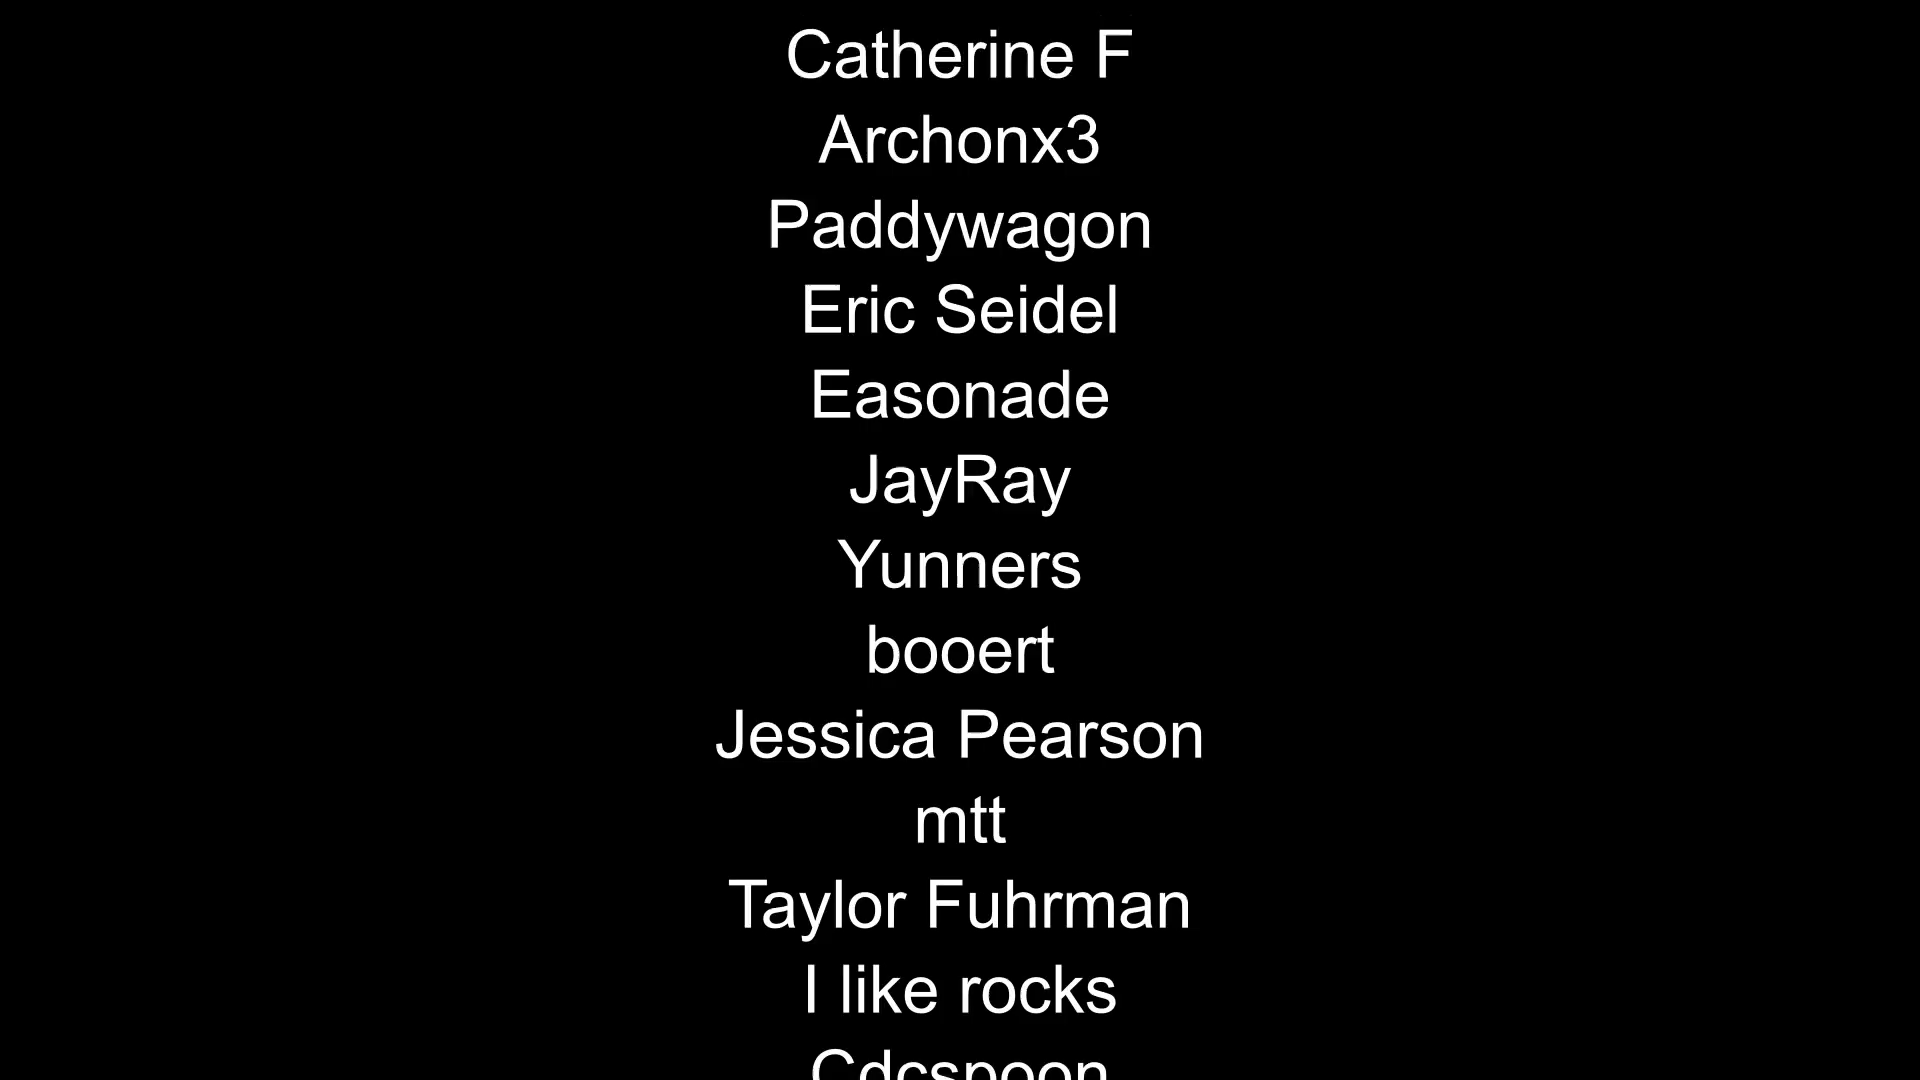 Catherine F
Archonx3
Paddywagon
Eric Seidel
Easonade
JayRay
Yunners
booert
Jessica Pearson
mtt
Taylor Fuhrman
I like rocks
Cdcspoon